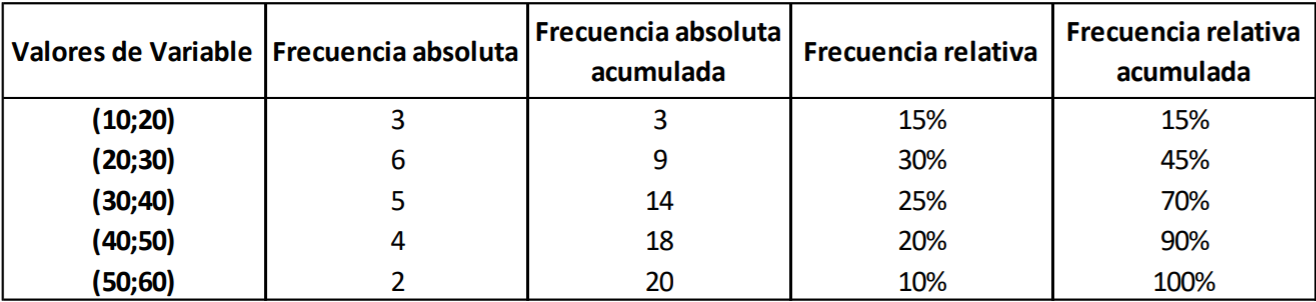 Valores de Variable Frecuencia absoluta Frecuencia absoluta acumulada Frecuencia relativa Frecuencia relativa acumulada
(10;20) 3 3 15% 15%
(20;30) 6 9 30% 45%
(30;40) 5 14 25% 70%
(40;50) 4 18 20% 90%
(50;60) 2 20 10% 100%